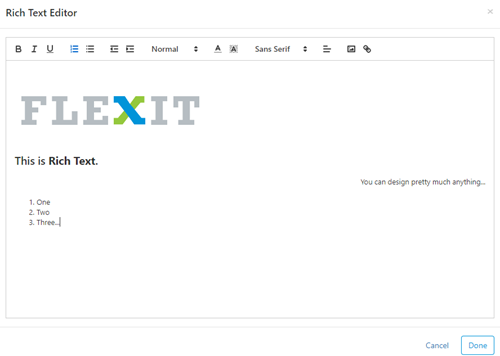 Rich Text Editor
B I U Normal A A Sans Serif
FLEXIT
This is Rich Text.
You can design pretty much anything...
1. One
2. Two
3. Three...
Cancel Done